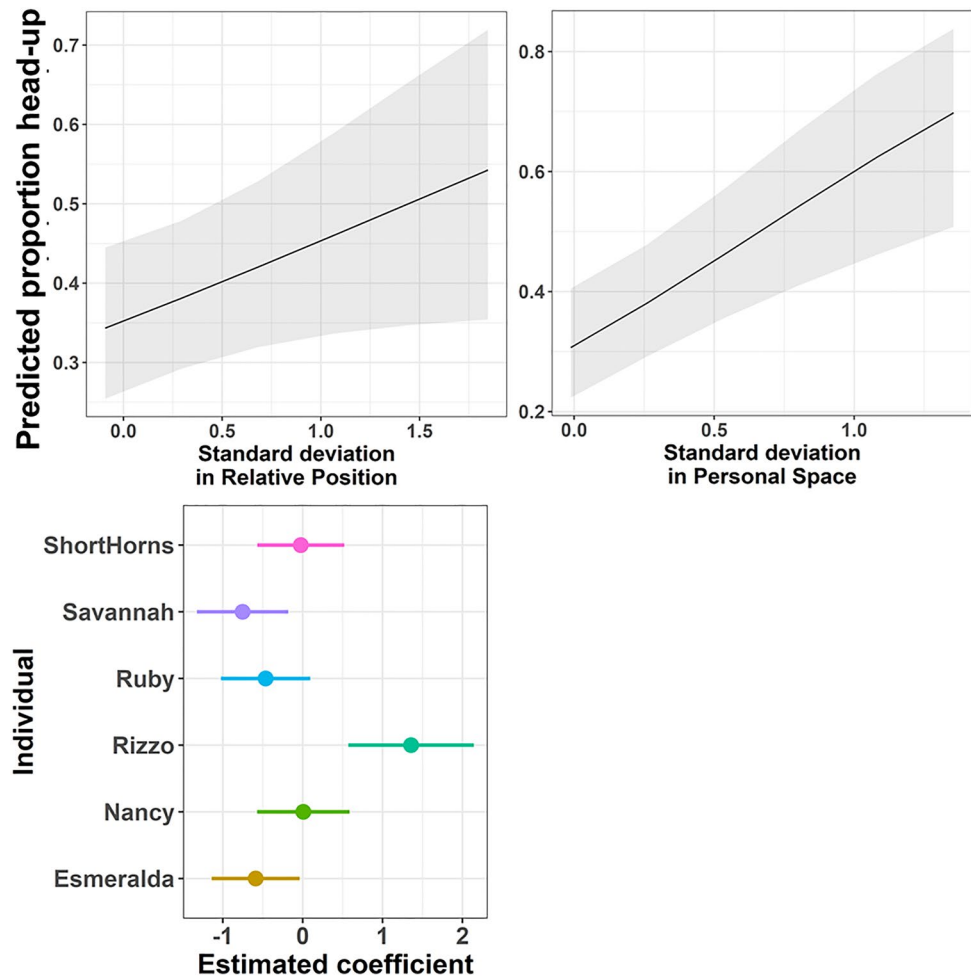 Predicted proportion head-up
0.7
0.6
0.5
0.4
0.3
0.0
0.5
1.0
1.5
Standard deviation
in Relative Position
0.8
0.6
0.4
0.2
0.0
0.5
1.0
Standard deviation
in Personal Space
Individual
ShortHorns
Savannah
Ruby
Rizzo
Nancy
Esmeralda
-1
0
1
2
Estimated coefficient